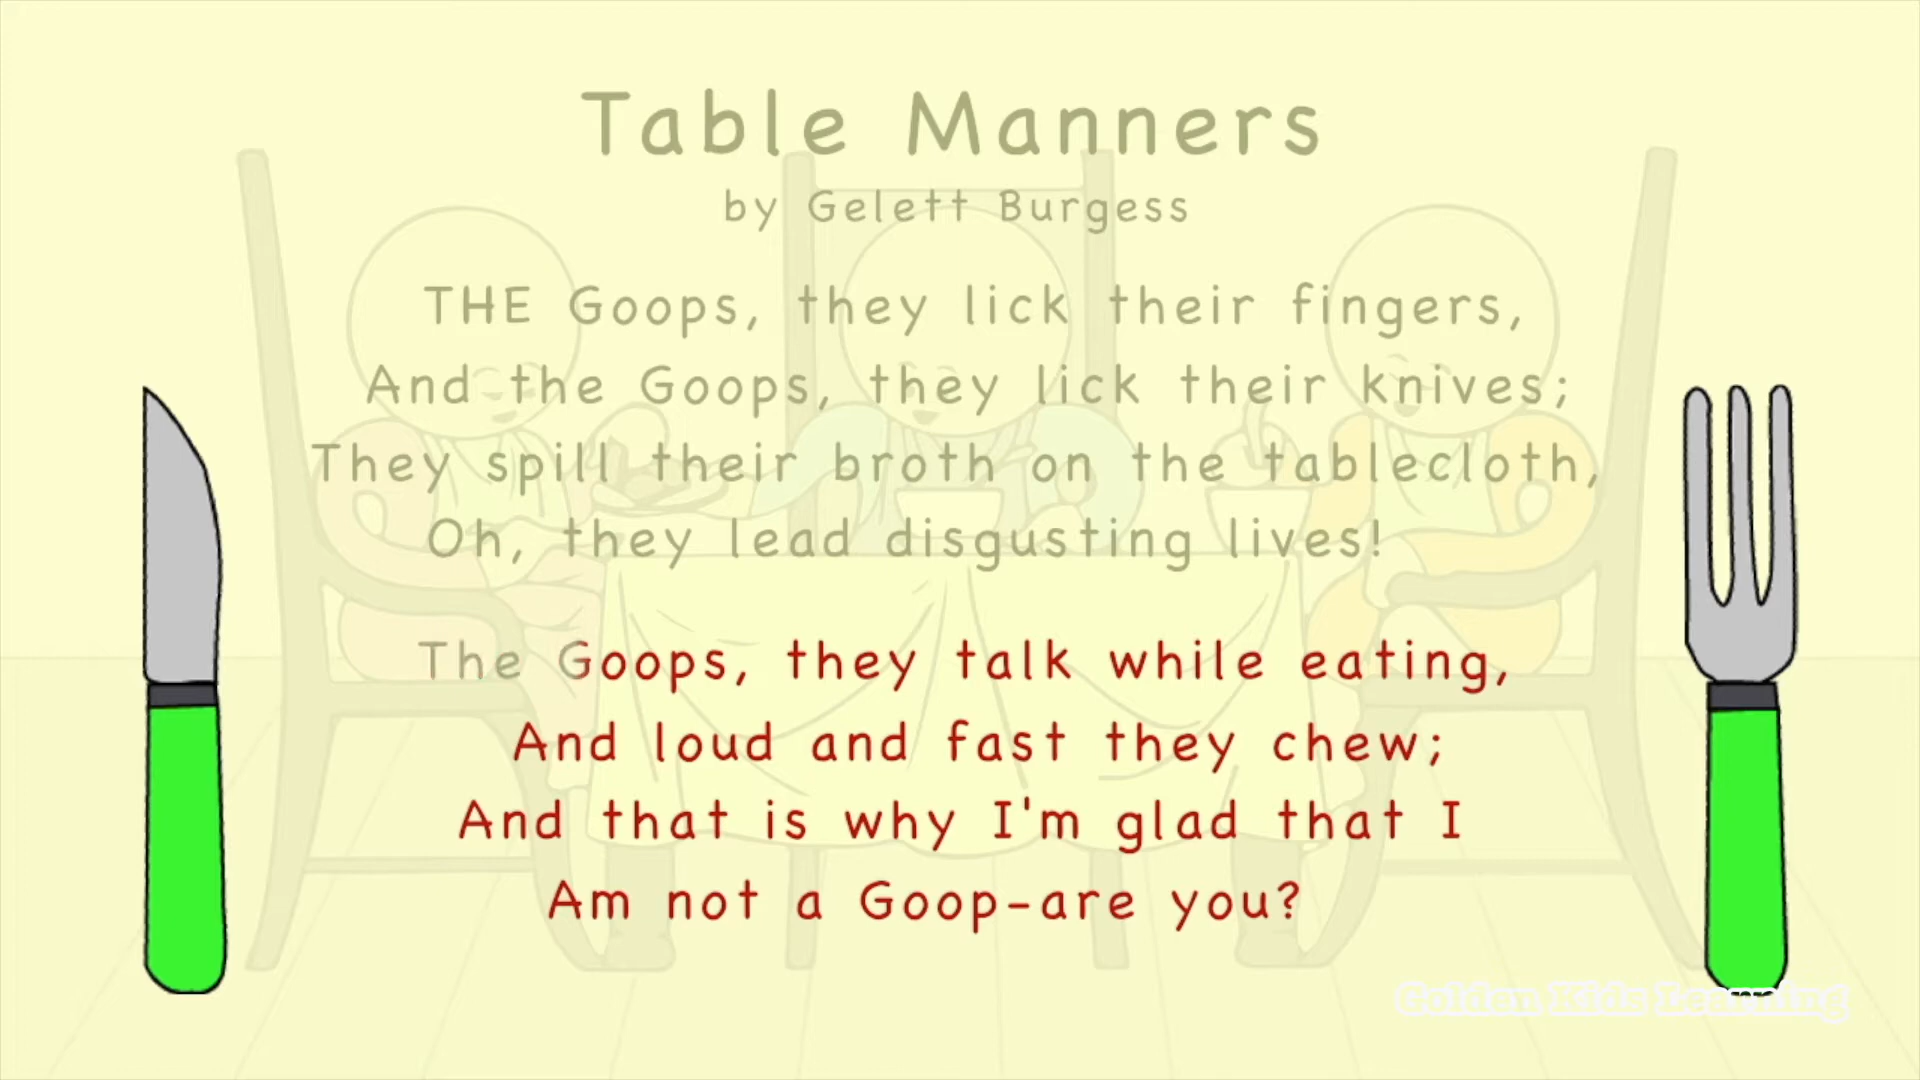 Table Manners
by Gelett Burgess
THE Goops, they lick their fingers,
And the Goops, they lick their knives;
They spill their broth on the tablecloth,
Oh, they lead disgusting lives!
The Goops, they talk while eating,
And loud and fast they chew;
And that is why I'm glad that I
Am not a Goop-are you?
Golden Kids Learning